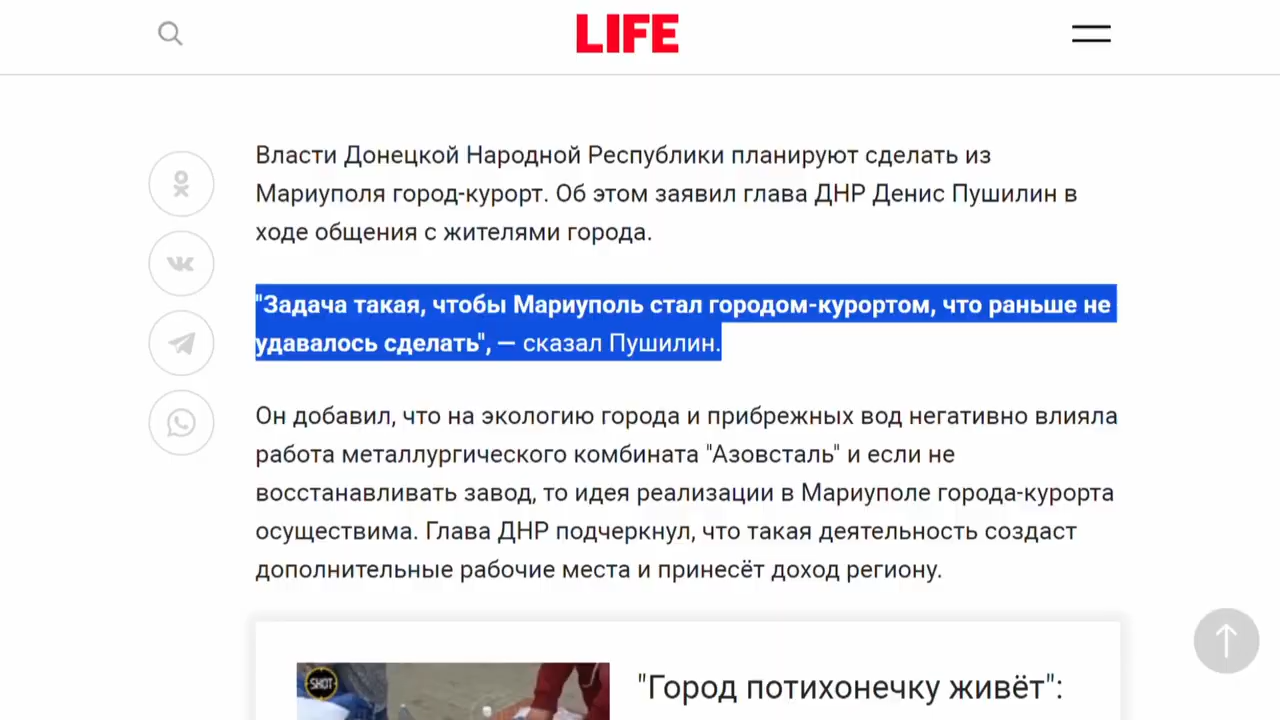 LIFE
Власти Донецкой Народной Республики планируют сделать из
Мариуполя город-курорт. Об этом заявил глава ДНР Денис Пушилин в
ходе общения с жителями города.
"Задача такая, чтобы Мариуполь стал городом-курортом, что раньше не
удавалось сделать", — сказал Пушилин.
Он добавил, что на экологию города и прибрежных вод негативно влияла
работа металлургического комбината "Азовсталь" и если не
восстанавливать завод, то идея реализации в Мариуполе города-курорта
осуществима. Глава ДНР подчеркнул, что такая деятельность создаст
дополнительные рабочие места и принесёт доход региону.
SHOT
"Город потихонечку живёт":